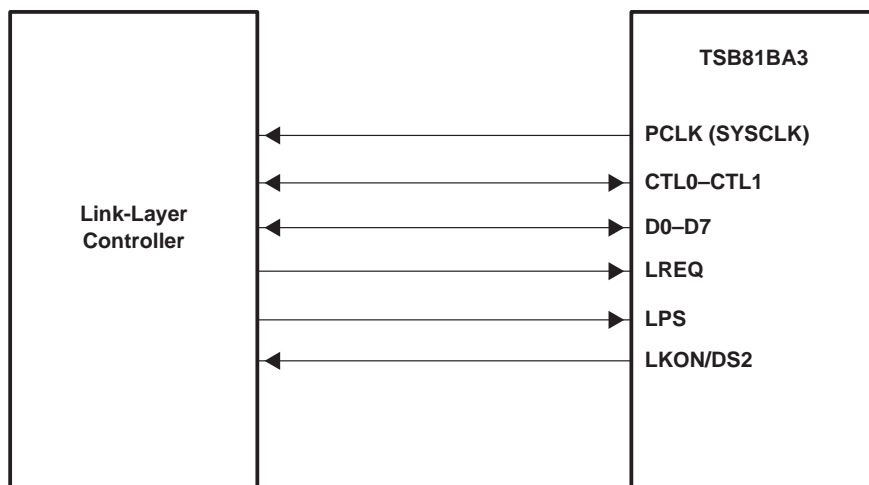 TSB81BA3
PCLK (SYSCLK)
CTL0–CTL1
Link-Layer
Controller
D0–D7
LREQ
LPS
LKON/DS2